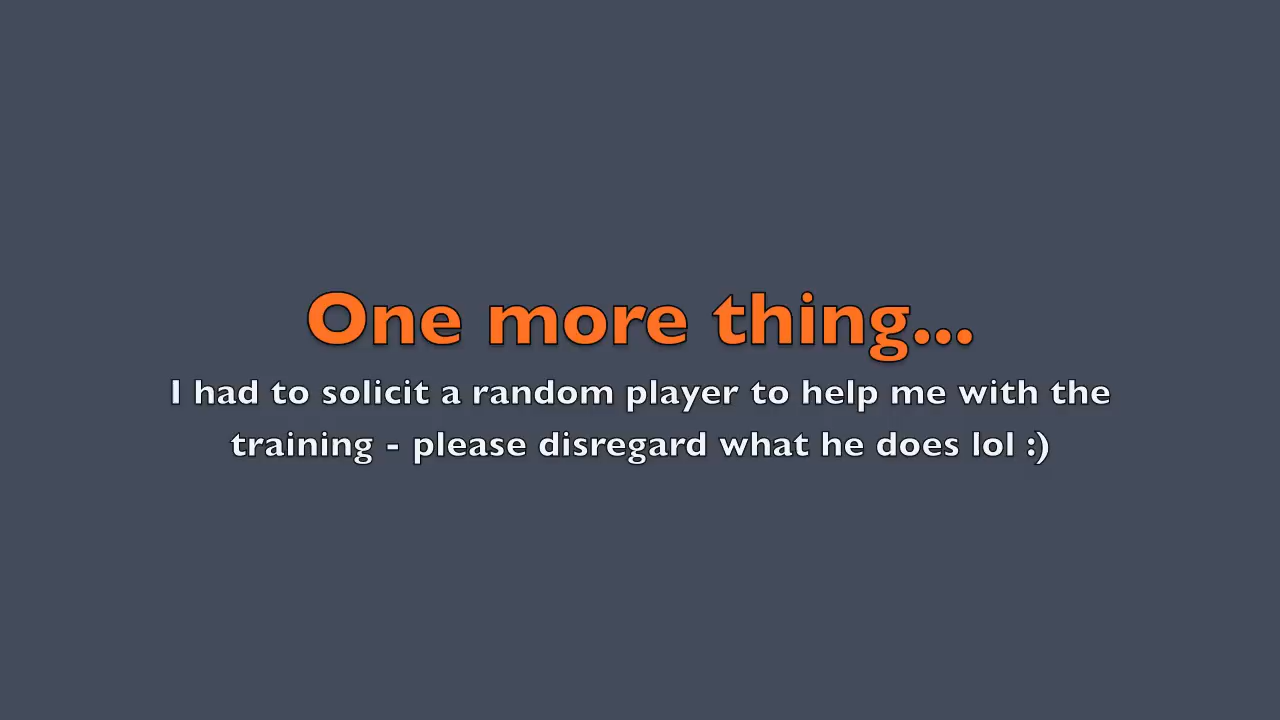 One more thing...
I had to solicit a random player to help me with the
training - please disregard what he does lol :)